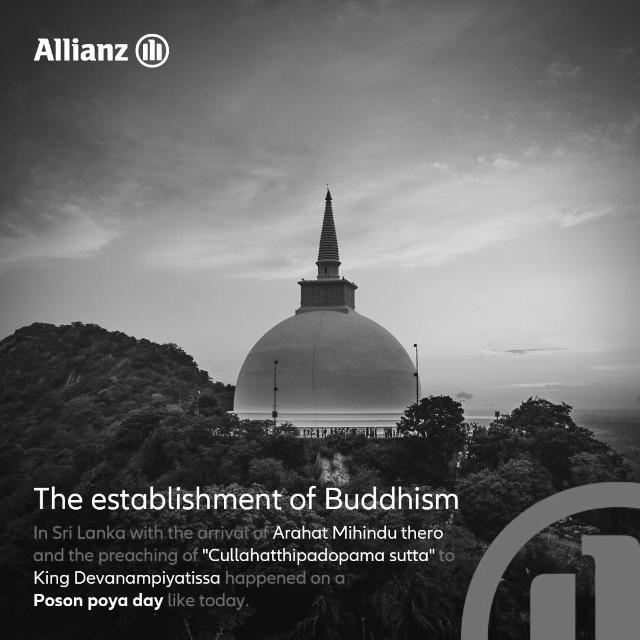 Allianz
The establishment of Buddhism
In Sri Lanka with the arrival of Arahat Mihindu thero
and the preaching of "Cullahatthipadopama sutta" to
King Devanampiyatissa happened on a
Poson poya day like today.